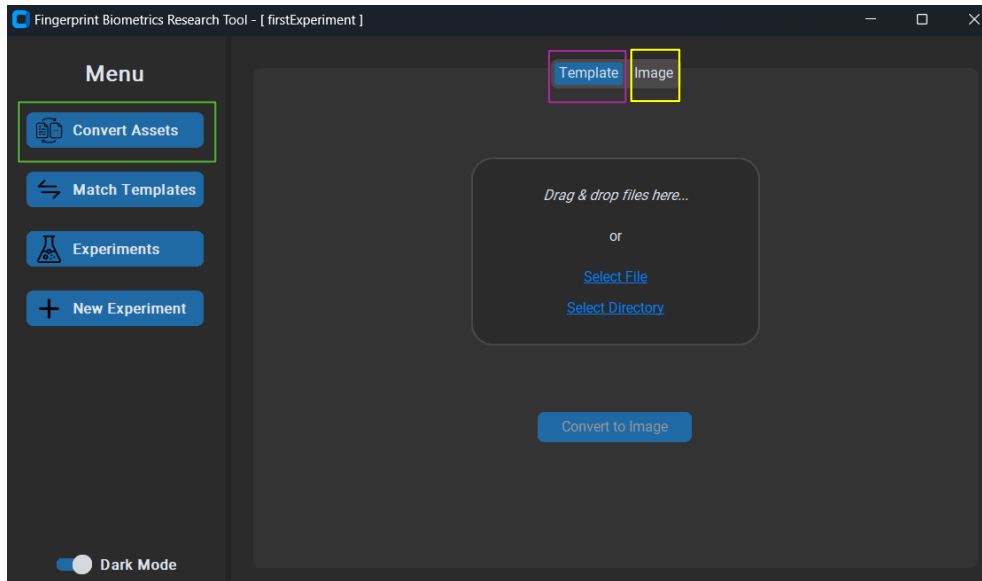 Fingerprint Biometrics Research Tool - [ firstExperiment ]
Menu
Convert Assets
Match Templates
Experiments
New Experiment
Dark Mode
Template Image
Drag & drop files here...
or
Select File
Select Directory
Convert to Image